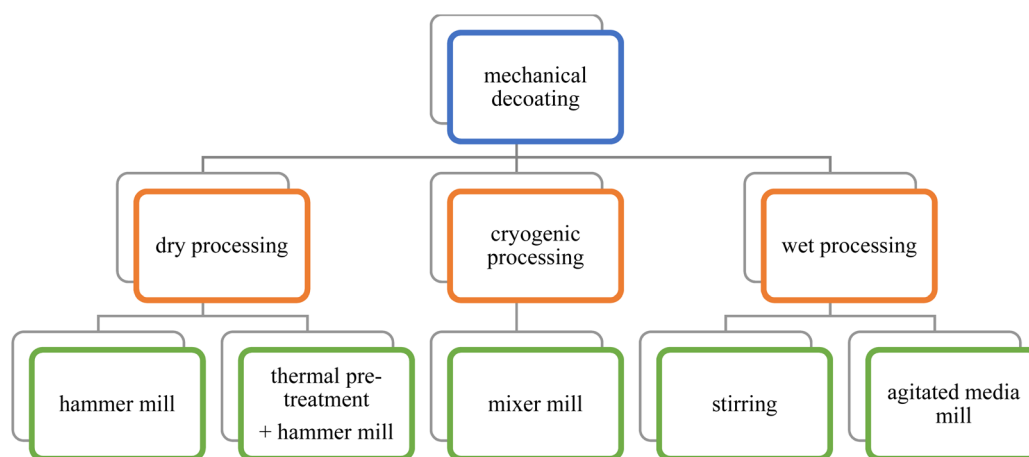 mechanical
decoating
dry processing
cryogenic
processing
wet processing
hammer mill
thermal pre-
treatment
+ hammer mill
mixer mill
stirring
agitated media
mill